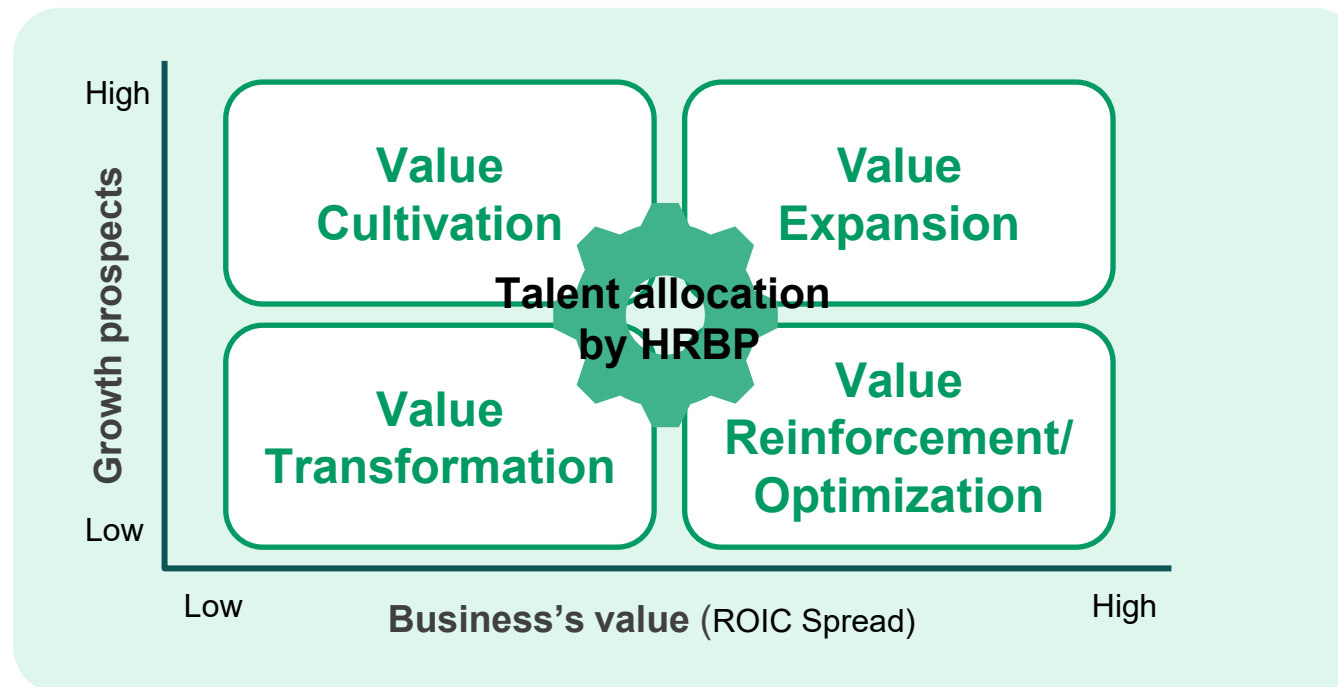 High
Growth prospects
Low
Value
Cultivation
Value
Expansion
Talent allocation
by HRBP
Value
Transformation
Value
Reinforcement/
Optimization
Low
Business’s value (ROIC Spread)
High